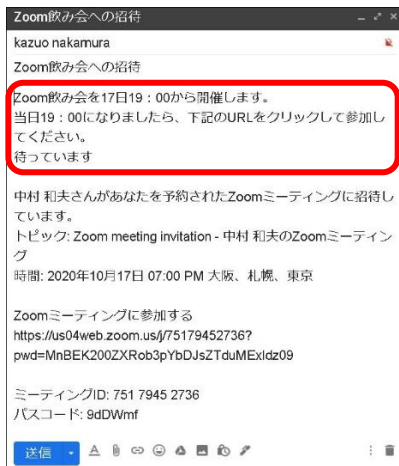 Zoom飲み会への招待
kazuo nakamura
Zoom飲み会への招待
Zoom飲み会を17日19：00から開催します。
当日19：00になりましたら、下記のURLをクリックして参加し
てください。
待っています
中村 和夫さんがあなたを予約されたZoomミーティングに招待し
ています。
トピック: Zoom meeting invitation - 中村 和夫のZoomミーティン
グ
時間: 2020年10月17日 07:00 PM 大阪、札幌、東京
Zoomミーティングに参加する
https://us04web.zoom.us/j/75179452736?
pwd=MnBEK200ZXRob3pYbDJsZTduMExldz09
ミーティングID: 751 7945 2736
パスコード: 9dDWmf
送信